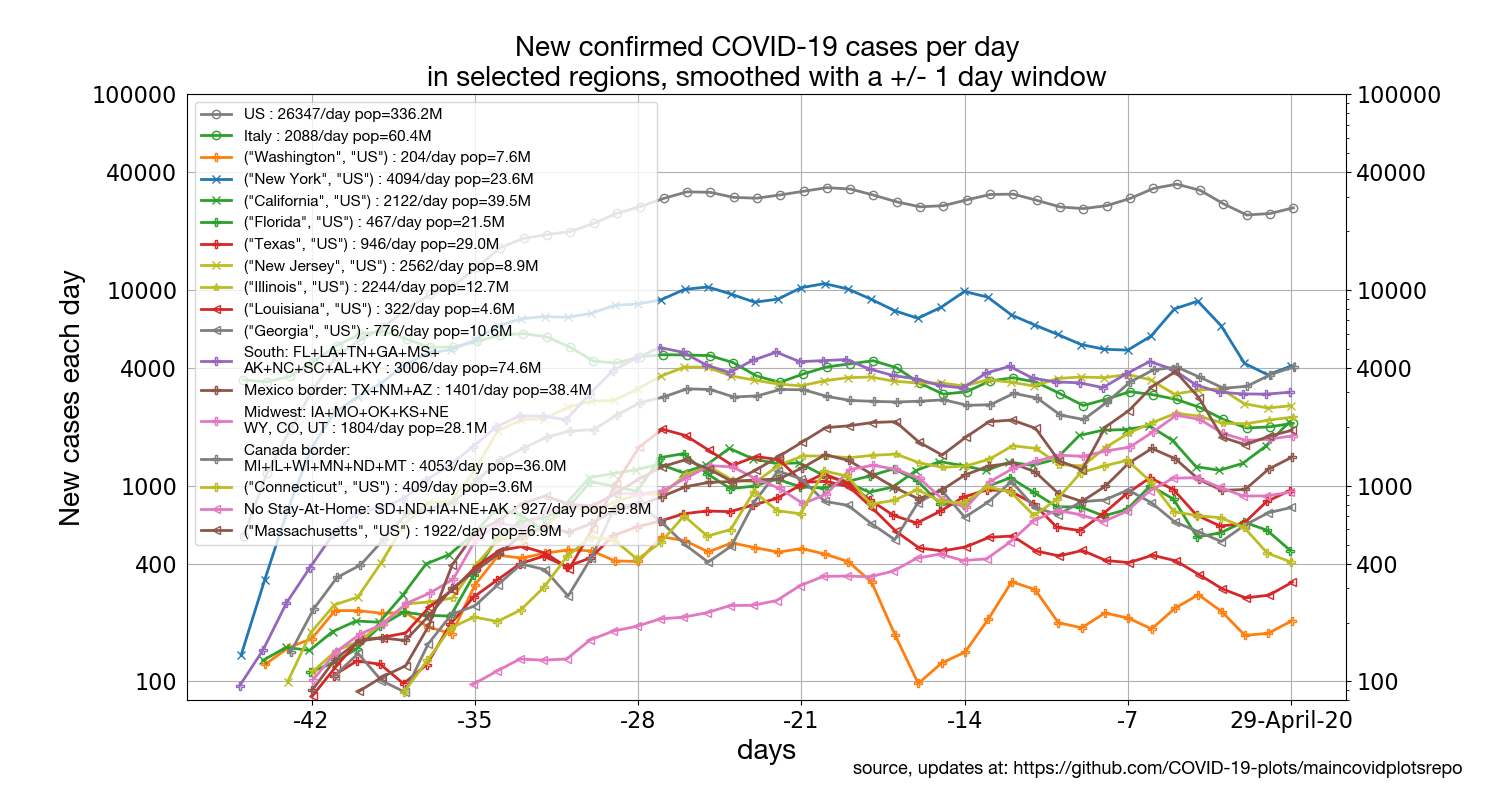 New confirmed COVID-19 cases per day
in selected regions, smoothed with a +/- 1 day window
100000
40000
10000
4000
1000
400
100
New cases each day
US : 26347/day pop=336.2M
Italy : 2088/day pop=60.4M
("Washington", "US") : 204/day pop=7.6M
("New York", "US") : 4094/day pop=23.6M
("California", "US") : 2122/day pop=39.5M
("Florida", "US") : 467/day pop=21.5M
("Texas", "US") : 946/day pop=29.0M
("New Jersey", "US") : 2562/day pop=8.9M
("Illinois", "US") : 2244/day pop=12.7M
("Louisiana", "US") : 322/day pop=4.6M
("Georgia", "US") : 776/day pop=10.6M
South: FL+LA+TN+GA+MS+
AK+NC+SC+AL+KY : 3006/day pop=74.6M
Mexico border: TX+NM+AZ : 1401/day pop=38.4M
Midwest: IA+MO+OK+KS+NE
WY, CO, UT : 1804/day pop=28.1M
Canada border:
MI+IL+WI+MN+ND+MT : 4053/day pop=36.0M
("Connecticut", "US") : 409/day pop=3.6M
No Stay-At-Home: SD+ND+IA+NE+AK : 927/day pop=9.8M
("Massachusetts", "US") : 1922/day pop=6.9M
100000
40000
10000
4000
1000
400
100
-42
-35
-28
-21
-14
-7
29-April-20
days
source, updates at: https://github.com/COVID-19-plots/maincovidplotsrepo